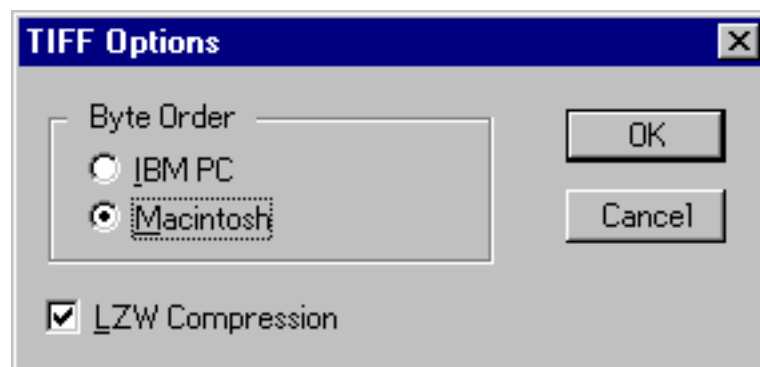 TIFF Options
Byte Order
IBM PC
Macintosh
OK
Cancel
LZW Compression